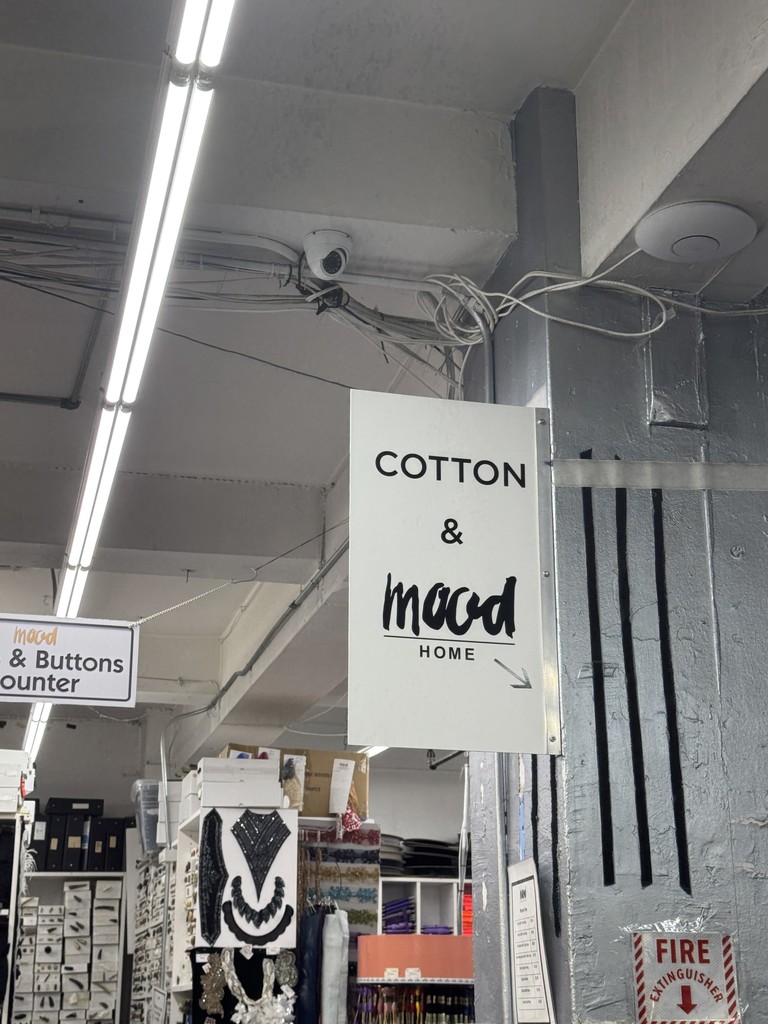 COTTON
&
mood
HOME
mood
& Buttons
ounter
FIRE
EXTINGUISHER